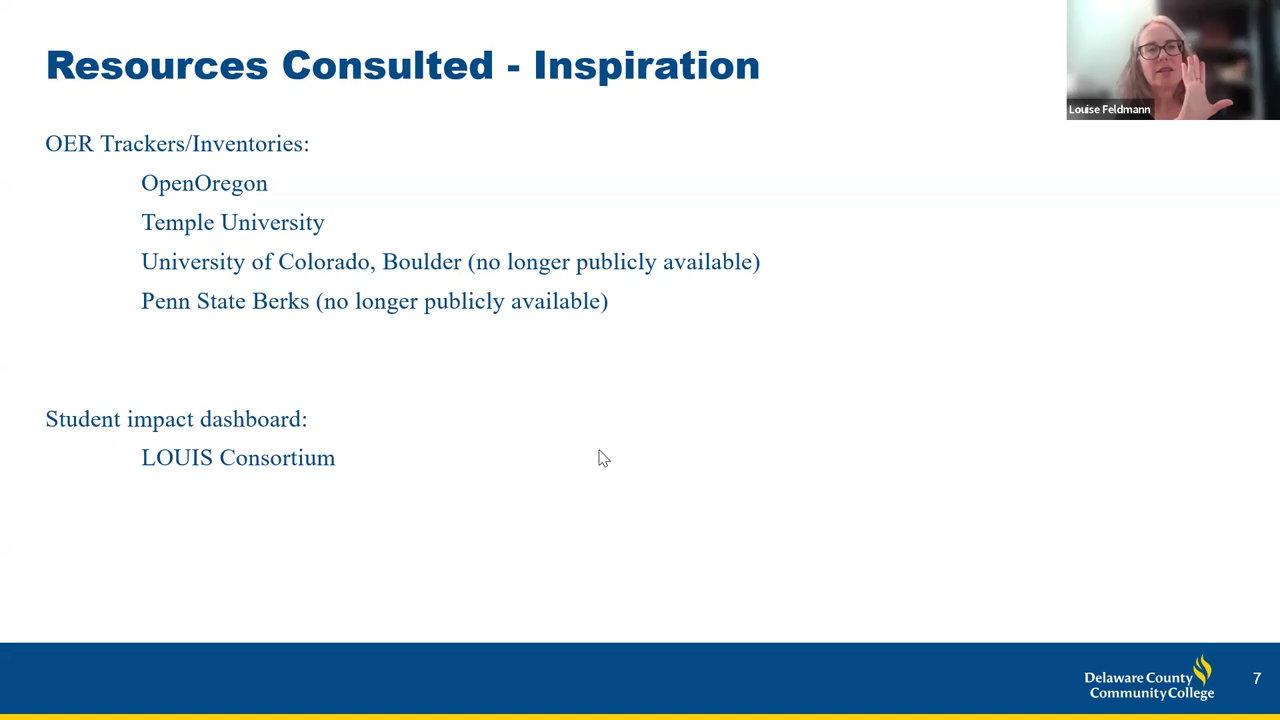 Resources Consulted - Inspiration
Louise Feldmann
OER Trackers/Inventories:
OpenOregon
Temple University
University of Colorado, Boulder (no longer publicly available)
Penn State Berks (no longer publicly available)
Student impact dashboard:
LOUIS Consortium
Delaware County
Community College
7